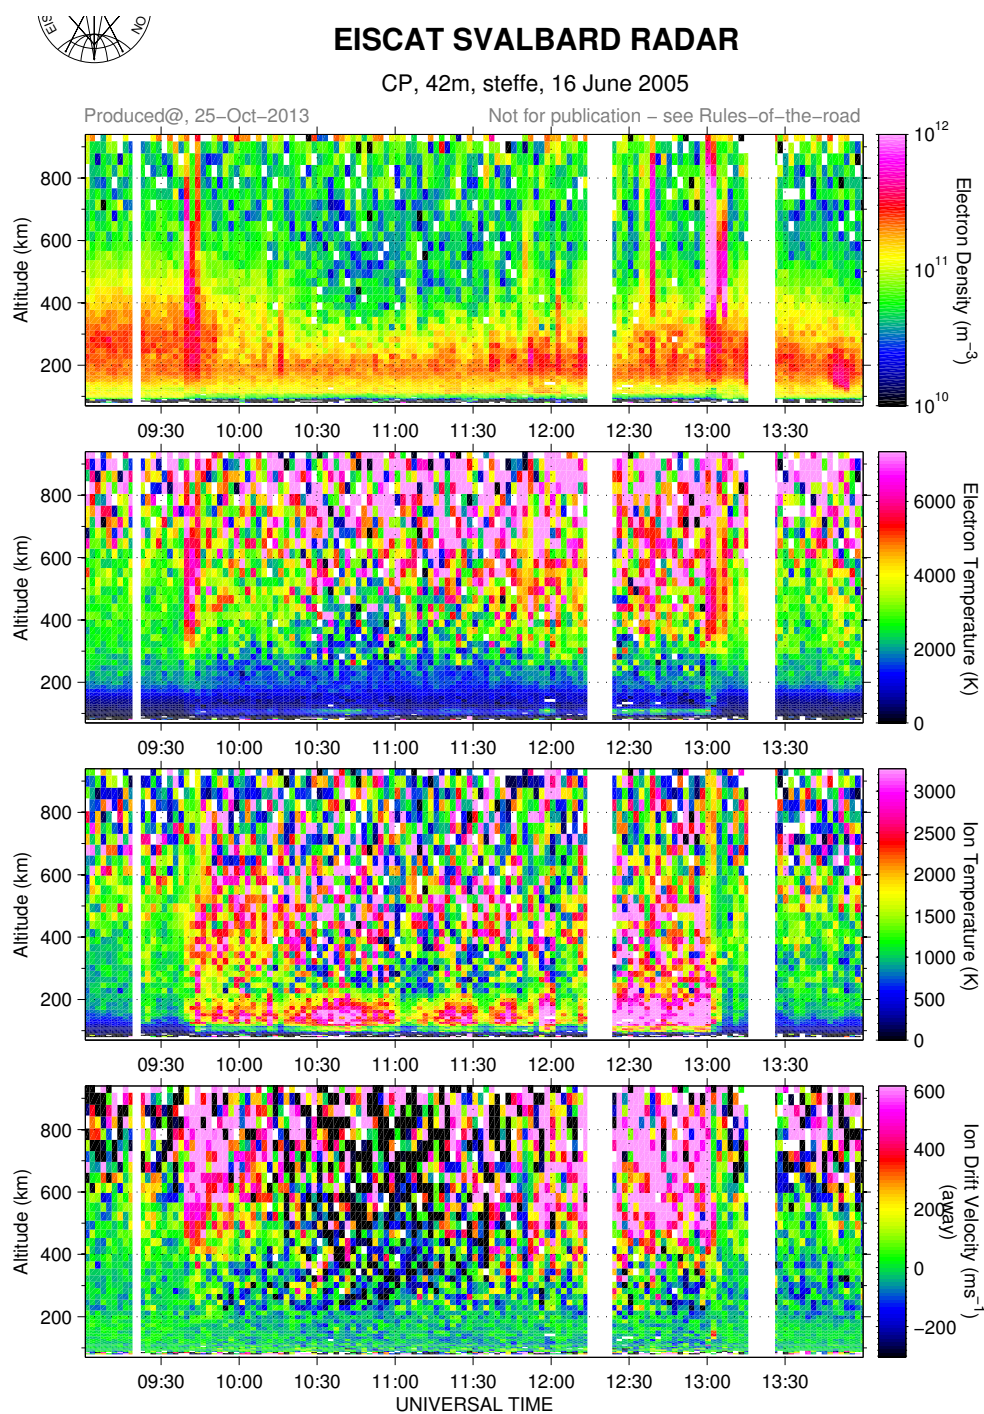 EIS
ON
EISCAT SVALBARD RADAR
CP, 42m, steffe, 16 June 2005
Produced@, 25−Oct−2013
Not for publication − see Rules−of−the−road
800
600
400
200
Altitude (km)
10¹²
10¹¹
10¹⁰
Electron Density (m⁻³)
09:30 10:00 10:30 11:00 11:30 12:00 12:30 13:00 13:30
800
600
400
200
Altitude (km)
6000
4000
2000
0
Electron Temperature (K)
09:30 10:00 10:30 11:00 11:30 12:00 12:30 13:00 13:30
800
600
400
200
Altitude (km)
3000
2500
2000
1500
1000
500
0
Ion Temperature (K)
09:30 10:00 10:30 11:00 11:30 12:00 12:30 13:00 13:30
800
600
400
200
Altitude (km)
600
400
200
0
−200
Ion Drift Velocity (ms⁻¹)
(away)
09:30 10:00 10:30 11:00 11:30 12:00 12:30 13:00 13:30
UNIVERSAL TIME